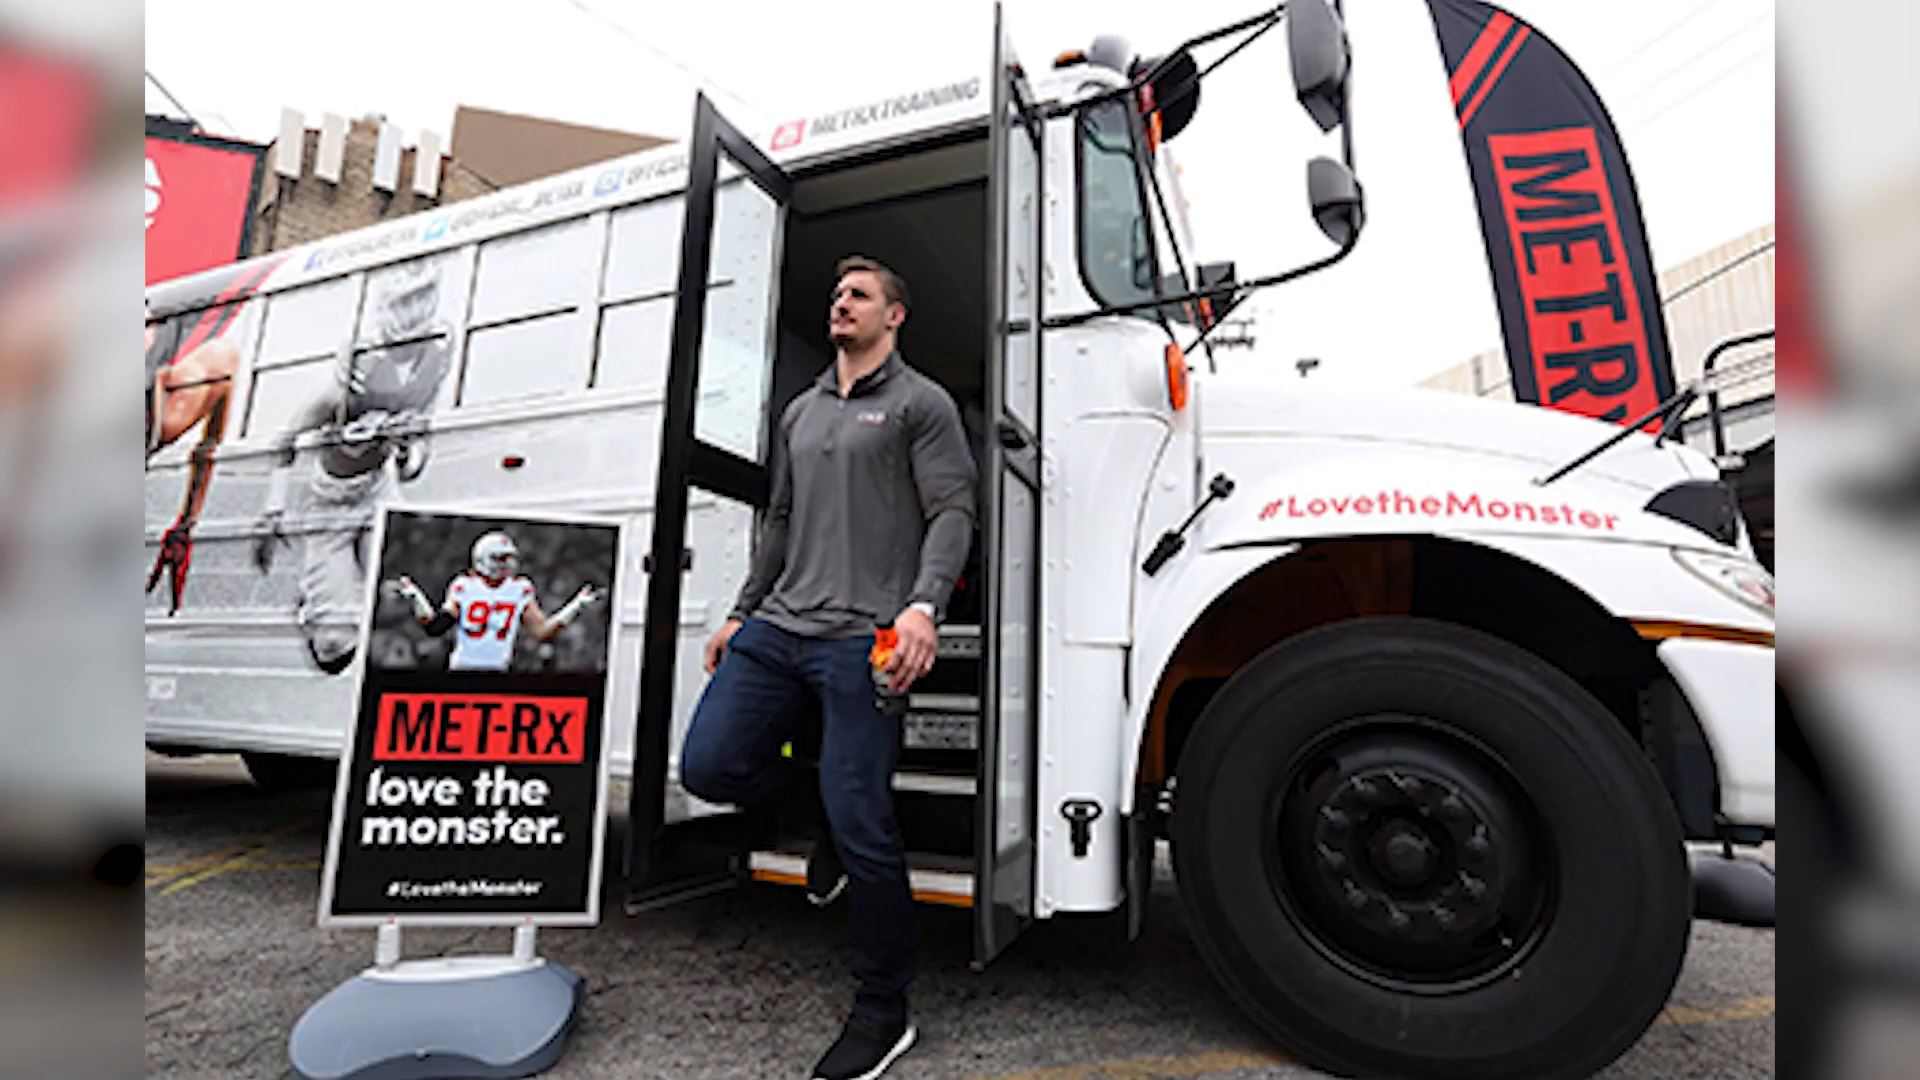 METRXTRAINING
MET-Rx
#LovetheMonster
97
MET-Rx
love the
monster.
#LovetheMonster